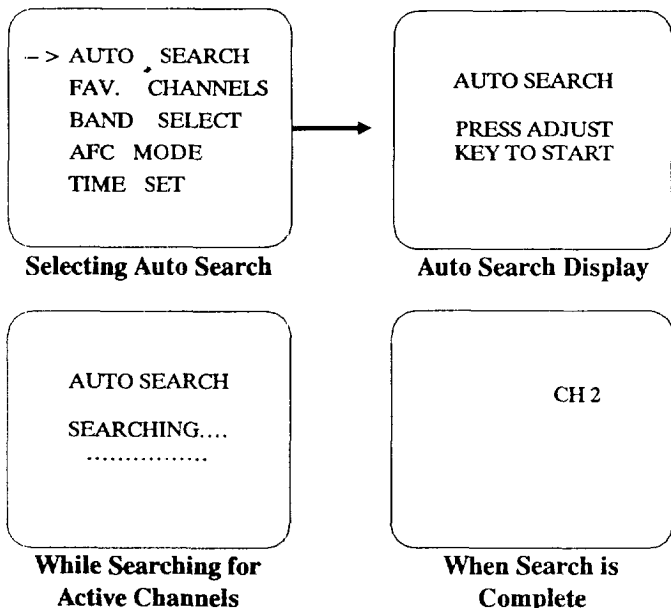 – > AUTO SEARCH
FAV. CHANNELS
BAND SELECT
AFC MODE
TIME SET
Selecting Auto Search
AUTO SEARCH
PRESS ADJUST
KEY TO START
Auto Search Display
AUTO SEARCH
SEARCHING....
...............
While Searching for
Active Channels
CH 2
When Search is
Complete